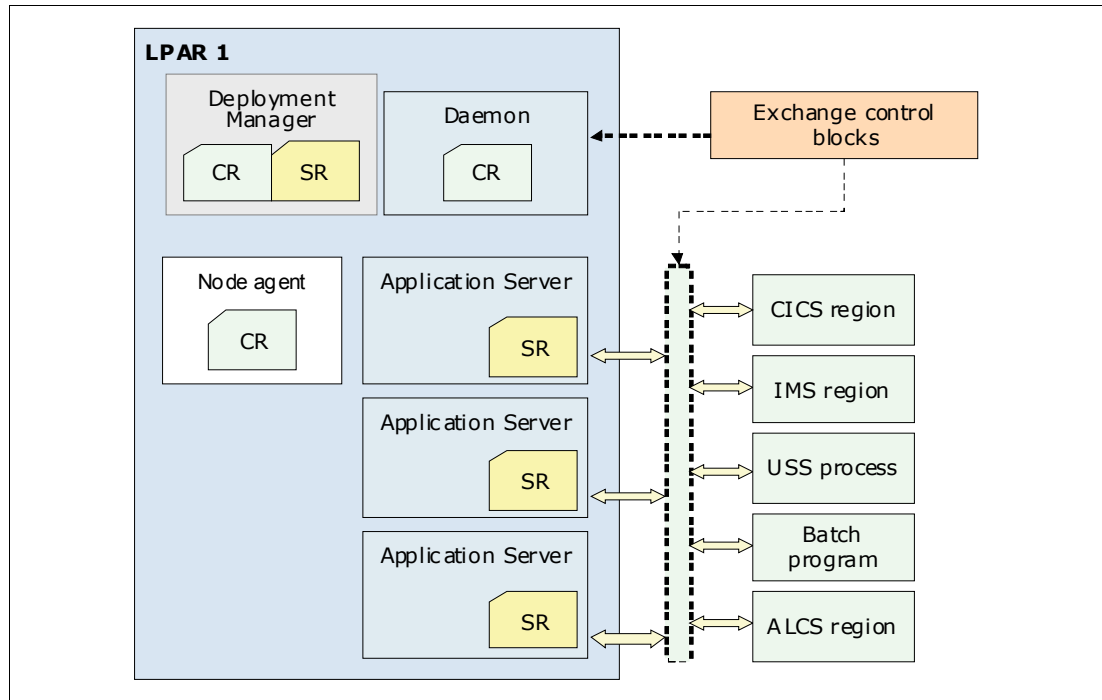 LPAR 1
Deployment
Manager
CR
SR
Daemon
CR
Exchange control
blocks
Node agent
CR
Application Server
SR
Application Server
SR
Application Server
SR
CICS region
IMS region
USS process
Batch
program
ALCS region